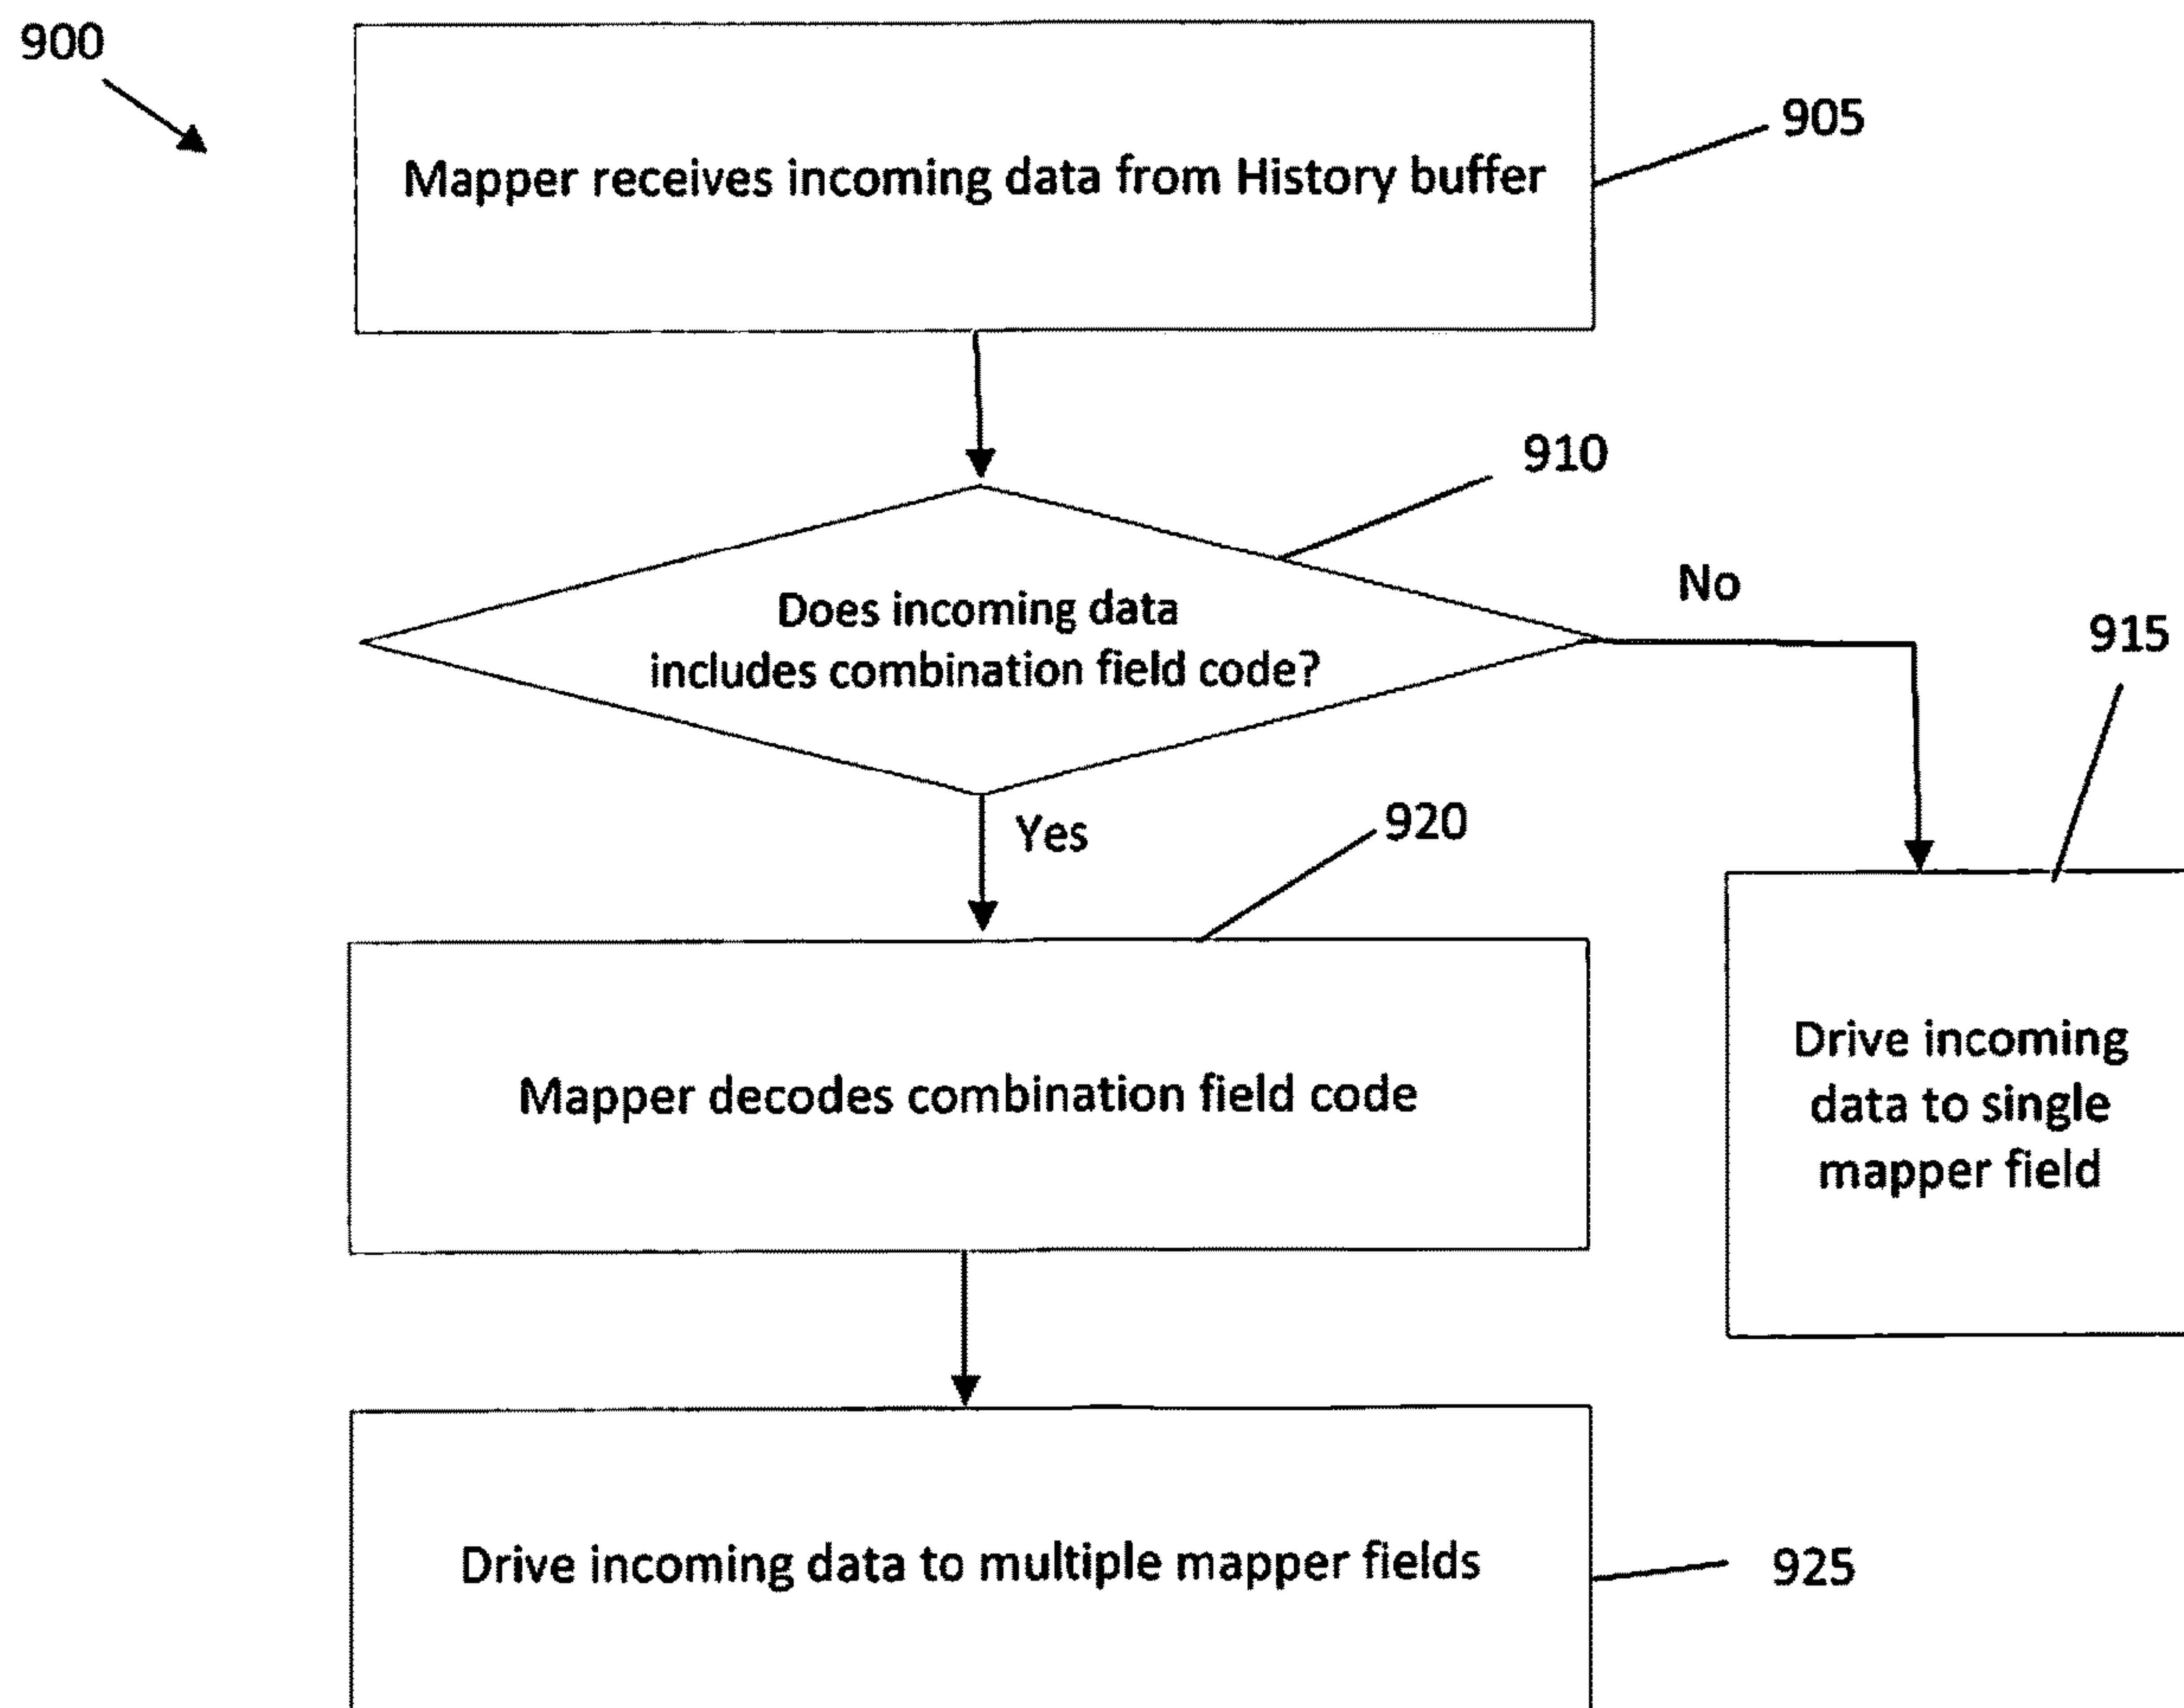 900
Mapper receives incoming data from History buffer
905
910
Does incoming data
includes combination field code?
No
915
Yes
920
Mapper decodes combination field code
Drive incoming
data to single
mapper field
Drive incoming data to multiple mapper fields
925